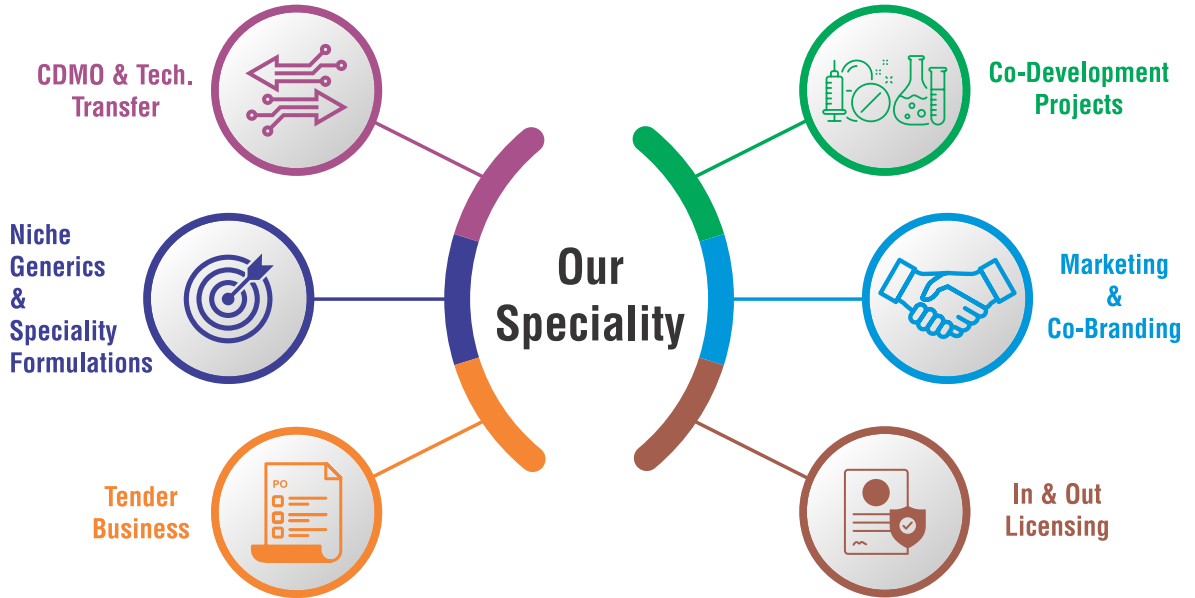 CDMO & Tech.
Transfer
Niche
Generics
&
Speciality
Formulations
PO
Tender
Business
Our
Speciality
Co-Development
Projects
Marketing
&
Co-Branding
In & Out
Licensing